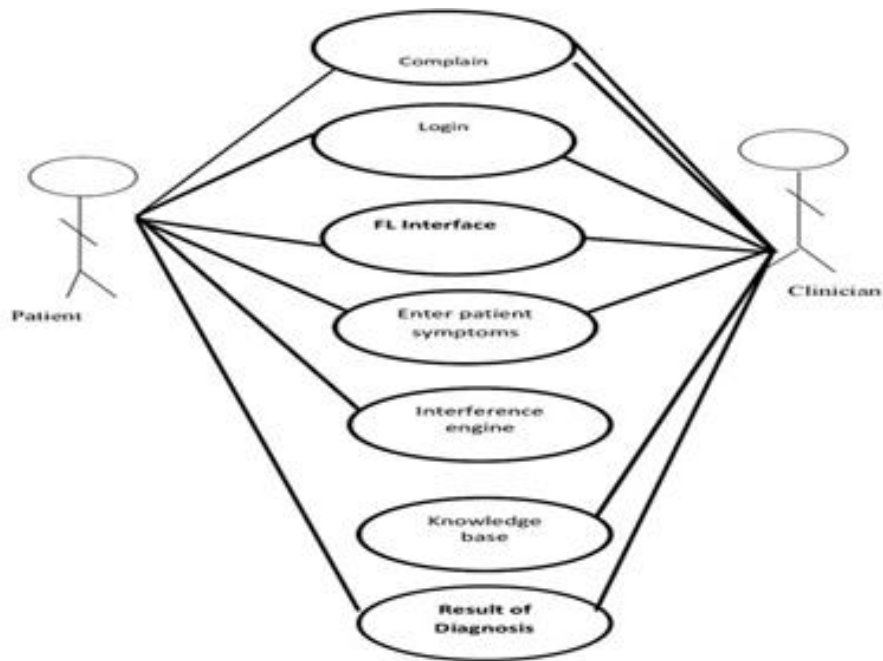 Complain
Login
FL Interface
Enter patient
symptoms
Interference
engine
Knowledge
base
Result of
Diagnosis
Patient
Clinician